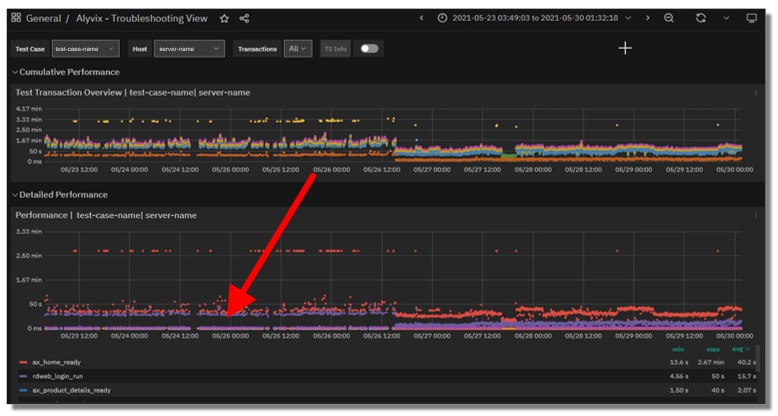 General / Alyvix - Troubleshooting View
2021-05-23 03:49:03 to 2021-05-30 01:32:18
Test Case test-case-name Host server-name Transactions All TS Info
Cumulative Performance
Test Transaction Overview | test-case-name| server-name
4.17 min
3.33 min
2.50 min
1.67 min
50 s
0 ms
05/23 12:00 05/24 00:00 05/24 12:00 05/25 00:00 05/25 12:00 05/26 00:00 05/26 12:00 05/27 00:00 05/27 12:00 05/28 00:00 05/28 12:00 05/29 00:00 05/29 12:00 05/30 00:00
Detailed Performance
Performance | test-case-name| server-name
3.33 min
2.50 min
1.67 min
50 s
0 ms
05/23 12:00 05/24 00:00 05/24 12:00 05/25 00:00 05/25 12:00 05/26 00:00 05/26 12:00 05/27 00:00 05/27 12:00 05/28 00:00 05/28 12:00 05/29 00:00 05/29 12:00 05/30 00:00
min max avg
ax_home_ready 13.6 s 2.67 min 40.2 s
rdweb_login_run 4.56 s 50 s 15.7 s
ax_product_details_ready 1.50 s 40 s 2.07 s